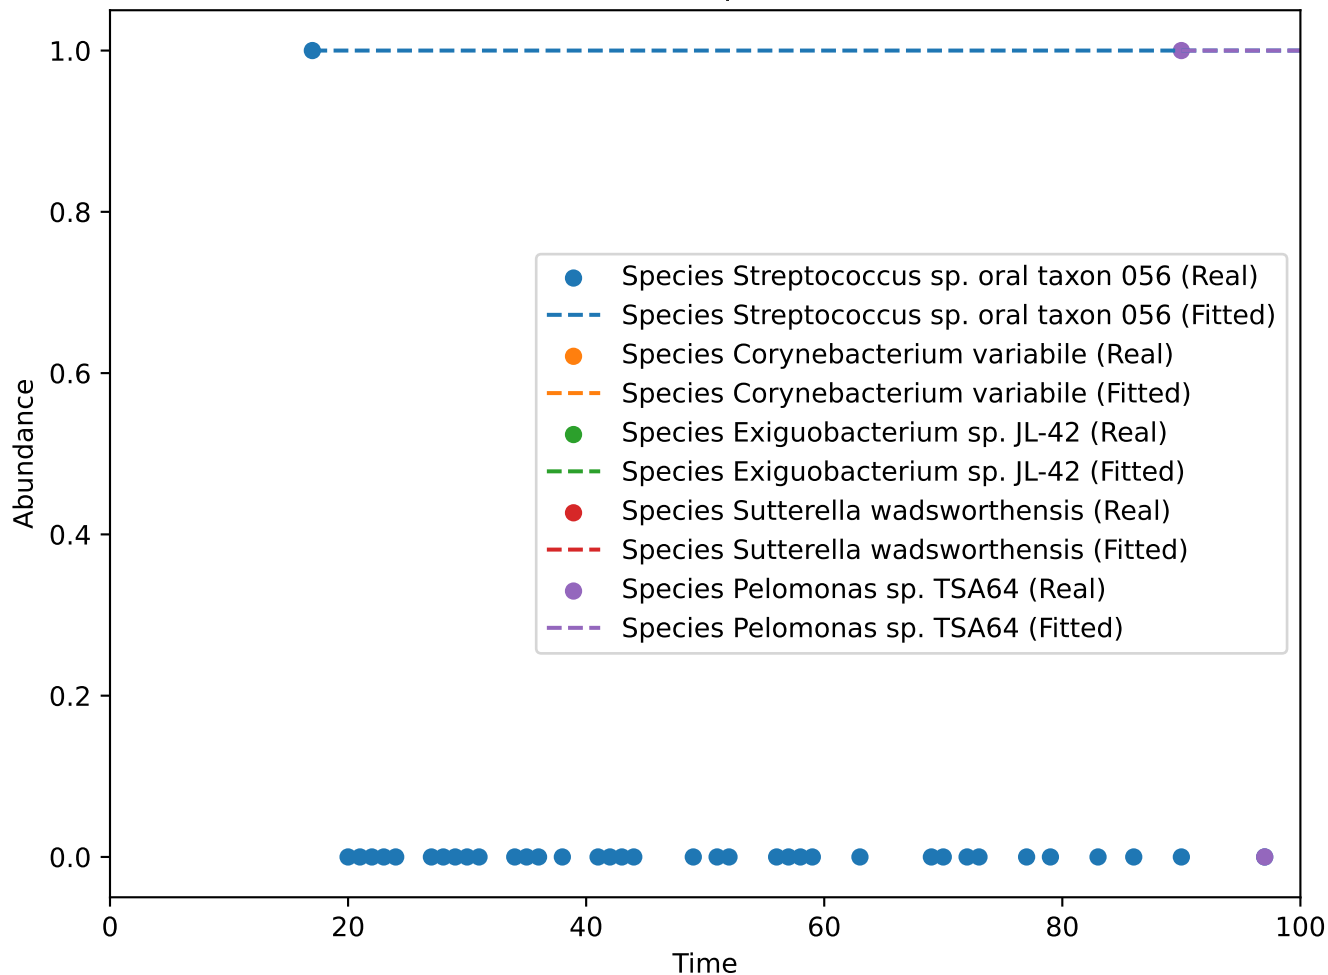 1.0
0.8
0.6
0.4
0.2
0.0
Abundance
Species Streptococcus sp. oral taxon 056 (Real)
Species Streptococcus sp. oral taxon 056 (Fitted)
Species Corynebacterium variabile (Real)
Species Corynebacterium variabile (Fitted)
Species Exiguobacterium sp. JL-42 (Real)
Species Exiguobacterium sp. JL-42 (Fitted)
Species Sutterella wadsworthensis (Real)
Species Sutterella wadsworthensis (Fitted)
Species Pelomonas sp. TSA64 (Real)
Species Pelomonas sp. TSA64 (Fitted)
0 20 40 60 80 100
Time